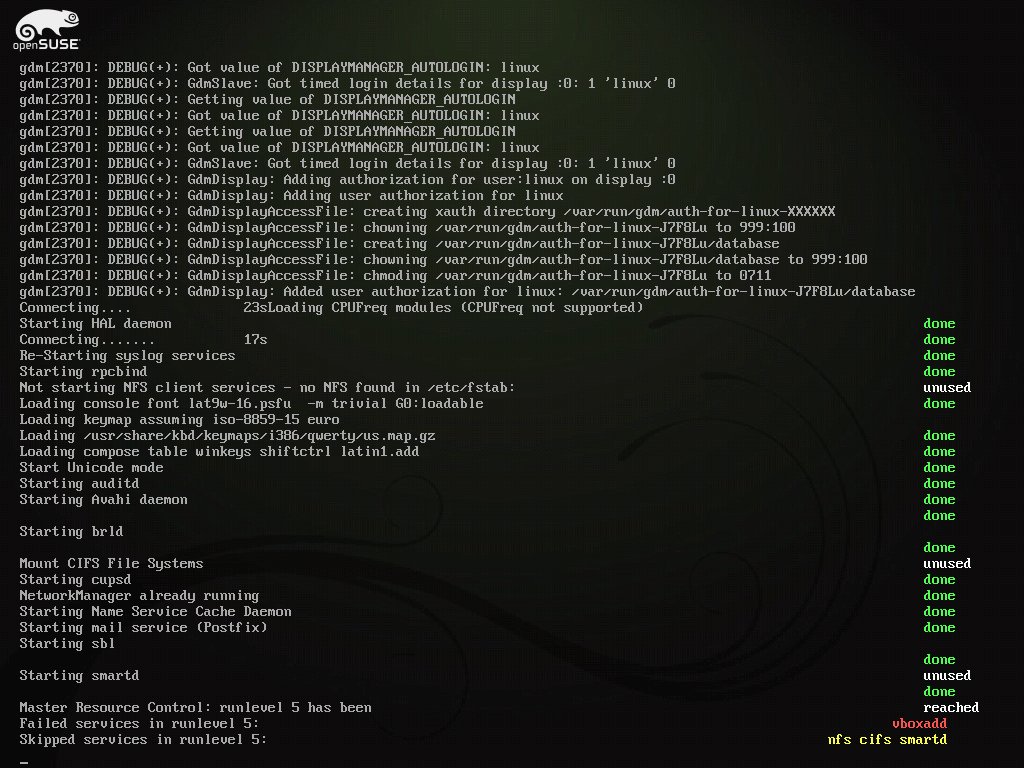 openSUSE
gdm[2370]: DEBUG(+): Got value of DISPLAYMANAGER_AUTOLOGIN: linux
gdm[2370]: DEBUG(+): GdmSlave: Got timed login details for display :0: 1 'linux' 0
gdm[2370]: DEBUG(+): Getting value of DISPLAYMANAGER_AUTOLOGIN
gdm[2370]: DEBUG(+): Got value of DISPLAYMANAGER_AUTOLOGIN: linux
gdm[2370]: DEBUG(+): Getting value of DISPLAYMANAGER_AUTOLOGIN
gdm[2370]: DEBUG(+): Got value of DISPLAYMANAGER_AUTOLOGIN: linux
gdm[2370]: DEBUG(+): GdmSlave: Got timed login details for display :0: 1 'linux' 0
gdm[2370]: DEBUG(+): GdmDisplay: Adding authorization for user:linux on display :0
gdm[2370]: DEBUG(+): GdmDisplay: Adding user authorization for linux
gdm[2370]: DEBUG(+): GdmDisplayAccessFile: creating xauth directory /var/run/gdm/auth-for-linux-XXXXXX
gdm[2370]: DEBUG(+): GdmDisplayAccessFile: chowning /var/run/gdm/auth-for-linux-J7F8Lu to 999:100
gdm[2370]: DEBUG(+): GdmDisplayAccessFile: creating /var/run/gdm/auth-for-linux-J7F8Lu/database
gdm[2370]: DEBUG(+): GdmDisplayAccessFile: chowning /var/run/gdm/auth-for-linux-J7F8Lu/database to 999:100
gdm[2370]: DEBUG(+): GdmDisplayAccessFile: chmoding /var/run/gdm/auth-for-linux-J7F8Lu to 0711
gdm[2370]: DEBUG(+): GdmDisplay: Added user authorization for linux: /var/run/gdm/auth-for-linux-J7F8Lu/database
Connecting.... 23sLoading CPUFreq modules (CPUFreq not supported)
Starting HAL daemon done
Connecting....... 17s done
Re-Starting syslog services done
Starting rpcbind done
Not starting NFS client services - no NFS found in /etc/fstab: unused
Loading console font lat9w-16.psfu -m trivial G0:loadable done
Loading keymap assuming iso-8859-15 euro
Loading /usr/share/kbd/keymaps/i386/qwerty/us.map.gz done
Loading compose table winkeys shiftctrl latin1.add done
Start Unicode mode done
Starting auditd done
Starting Avahi daemon done
done
Starting brld
done
Mount CIFS File Systems unused
Starting cupsd done
NetworkManager already running done
Starting Name Service Cache Daemon done
Starting mail service (Postfix) done
Starting sbl
done
Starting smartd unused
done
Master Resource Control: runlevel 5 has been reached
Failed services in runlevel 5: vboxadd
Skipped services in runlevel 5: nfs cifs smartd
_